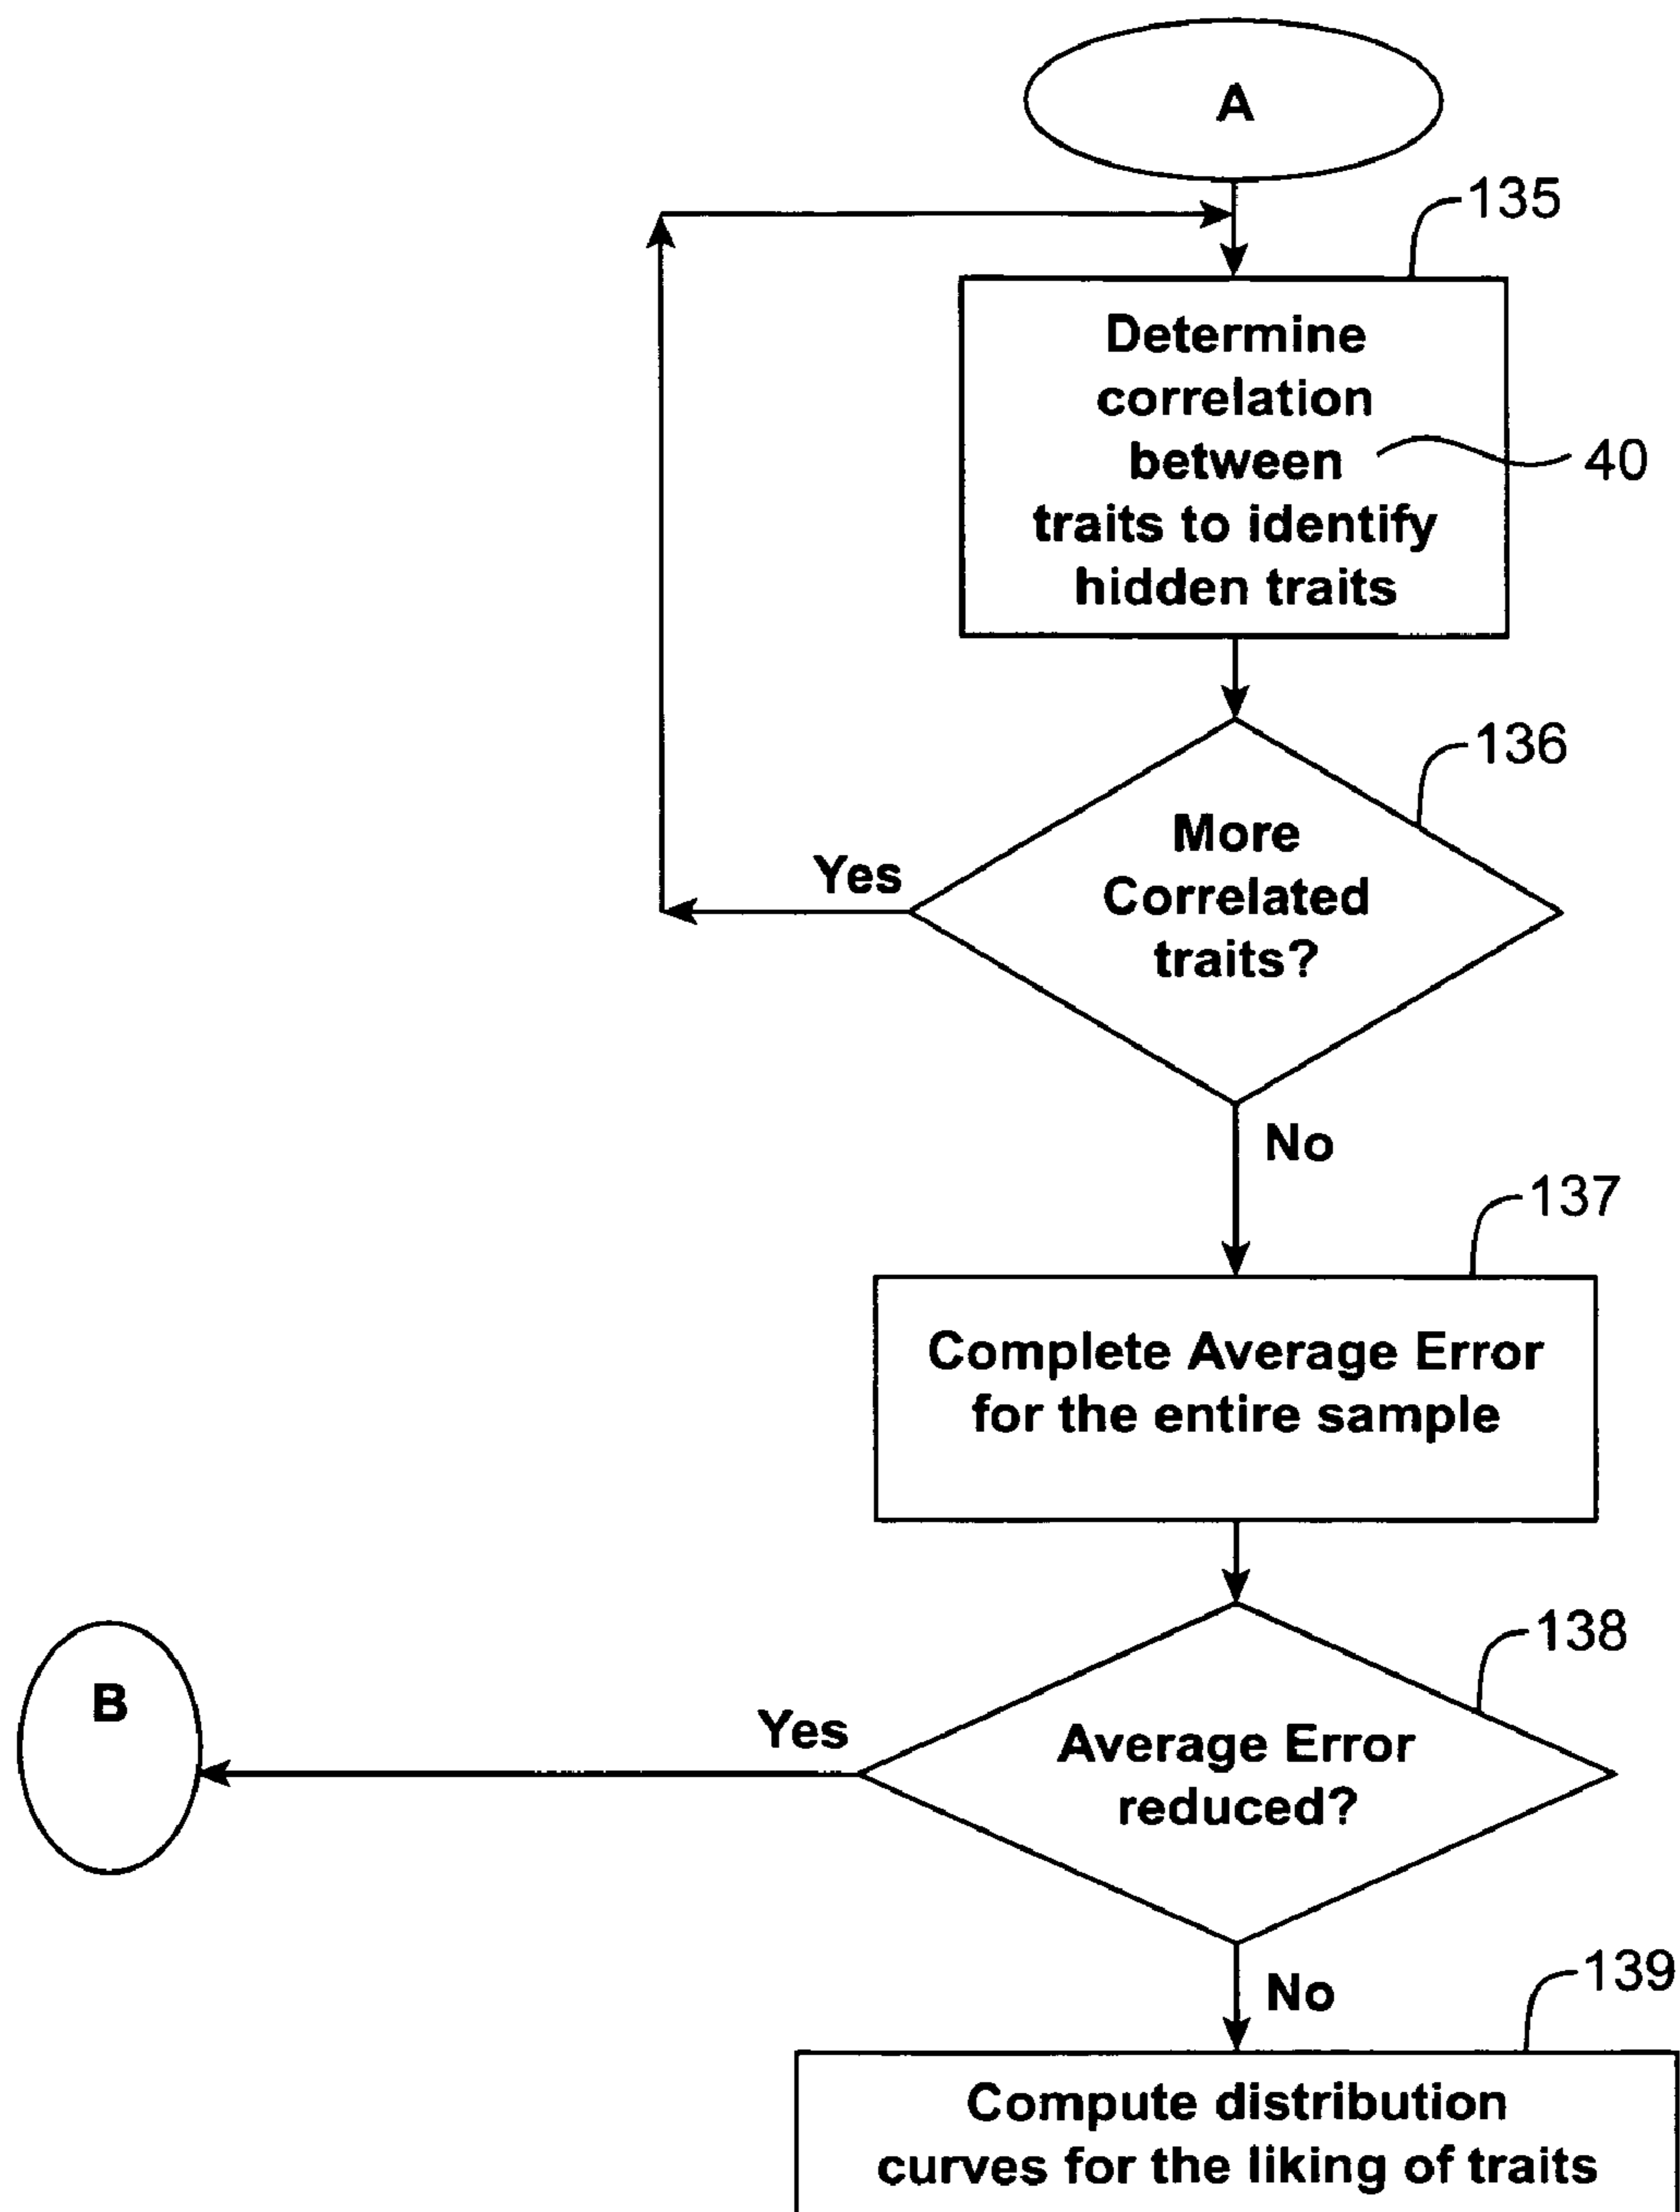 A
135
Determine
correlation
between
40
traits to identify
hidden traits
136
More
Correlated
traits?
Yes
No
137
Complete Average Error
for the entire sample
138
B
Yes
Average Error
reduced?
No
139
Compute distribution
curves for the liking of traits